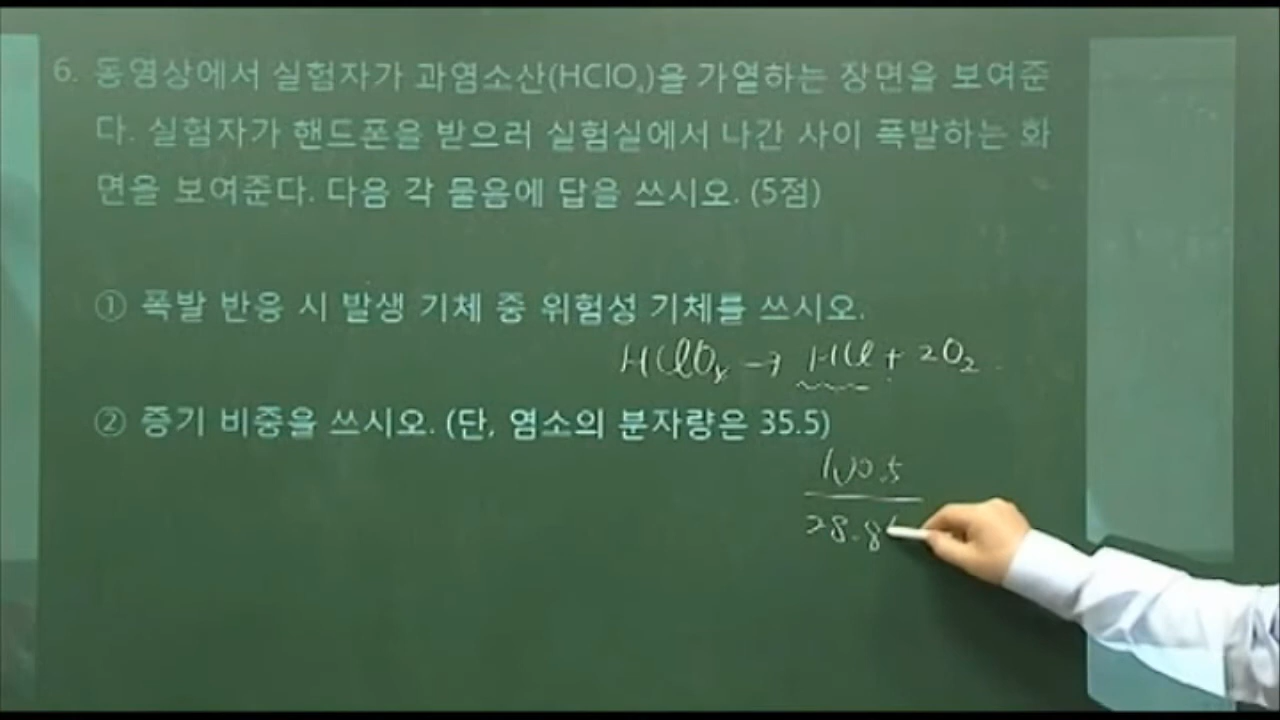 6. 동영상에서 실험자가 과염소산(HClO₄)을 가열하는 장면을 보여준
다. 실험자가 핸드폰을 받으러 실험실에서 나간 사이 폭발하는 화
면을 보여준다. 다음 각 물음에 답을 쓰시오. (5점)
① 폭발 반응 시 발생 기체 중 위험성 기체를 쓰시오.
HClO₄ → HCl + 2O₂
② 증기 비중을 쓰시오. (단, 염소의 분자량은 35.5)
100.5
28.84